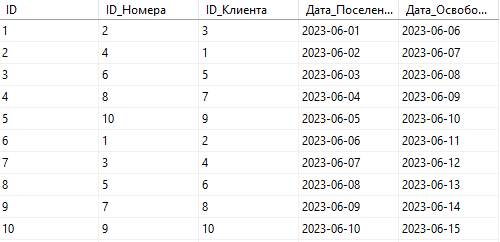 ID ID_Номера ID_Клиента Дата_Поселен... Дата_Освобо...
1 2 3 2023-06-01 2023-06-06
2 4 1 2023-06-02 2023-06-07
3 6 5 2023-06-03 2023-06-08
4 8 7 2023-06-04 2023-06-09
5 10 9 2023-06-05 2023-06-10
6 1 2 2023-06-06 2023-06-11
7 3 4 2023-06-07 2023-06-12
8 5 6 2023-06-08 2023-06-13
9 7 8 2023-06-09 2023-06-14
10 9 10 2023-06-10 2023-06-15